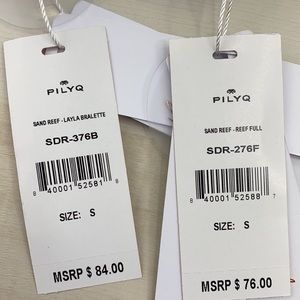 PILYQ
SAND REEF - LAYLA BRALETTE
SDR-376B
8 40001 52581 8
SIZE: S
MSRP $ 84.00
PILYQ
SAND REEF - REEF FULL
SDR-276F
8 40001 52588 7
SIZE: S
MSRP $ 76.00